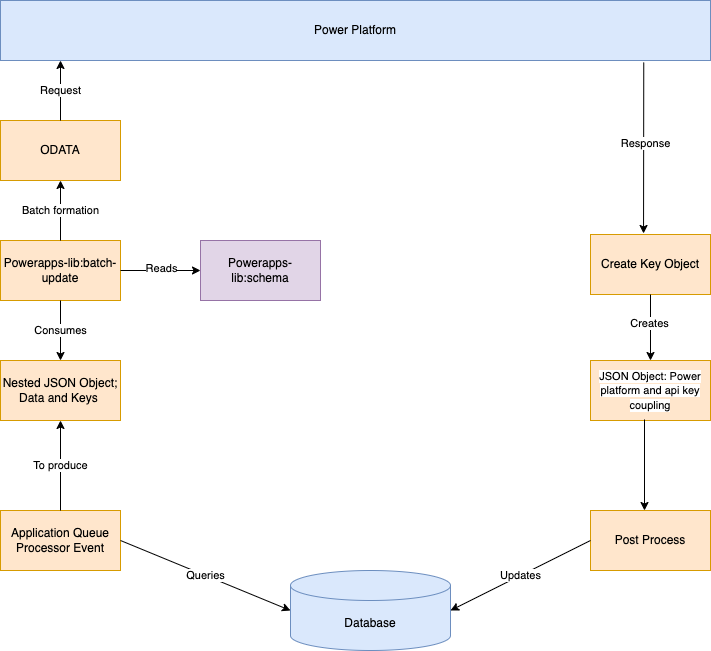 Power Platform
Request
Response
ODATA
Batch formation
Powerapps-lib:batch-
update
Reads
Powerapps-
lib:schema
Create Key Object
Consumes
Creates
Nested JSON Object;
Data and Keys
JSON Object: Power
platform and api key
coupling
To produce
Application Queue
Processor Event
Post Process
Queries
Updates
Database